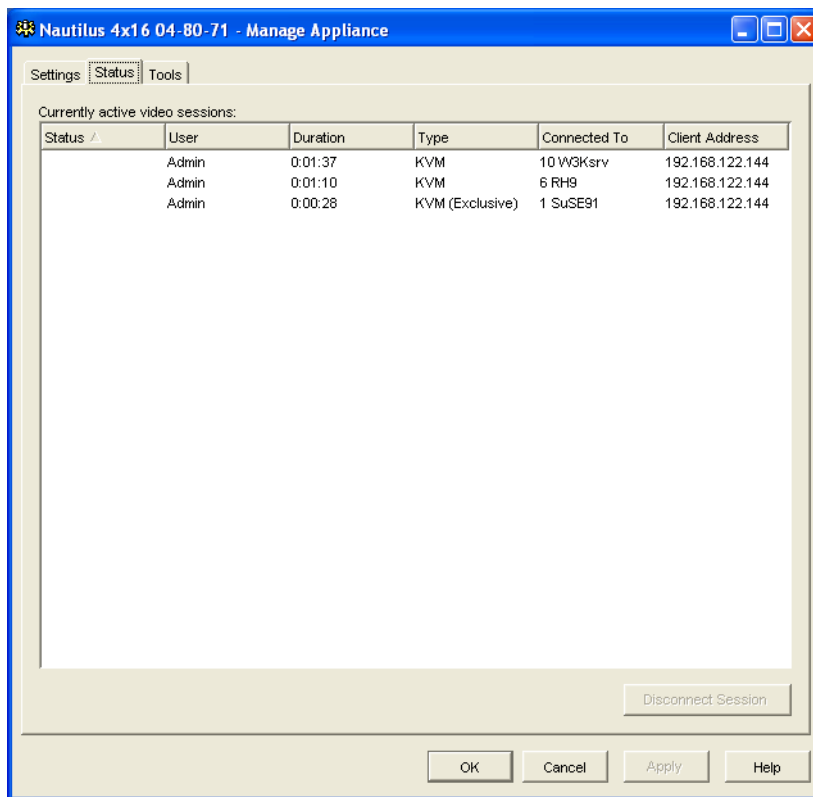 Nautilus 4x16 04-80-71 - Manage Appliance
Settings Status Tools
Currently active video sessions:
Status User Duration Type Connected To Client Address
Admin 0:01:37 KVM 10 W3Ksrv 192.168.122.144
Admin 0:01:10 KVM 6 RH9 192.168.122.144
Admin 0:00:28 KVM (Exclusive) 1 SuSE91 192.168.122.144
Disconnect Session
OK Cancel Apply Help